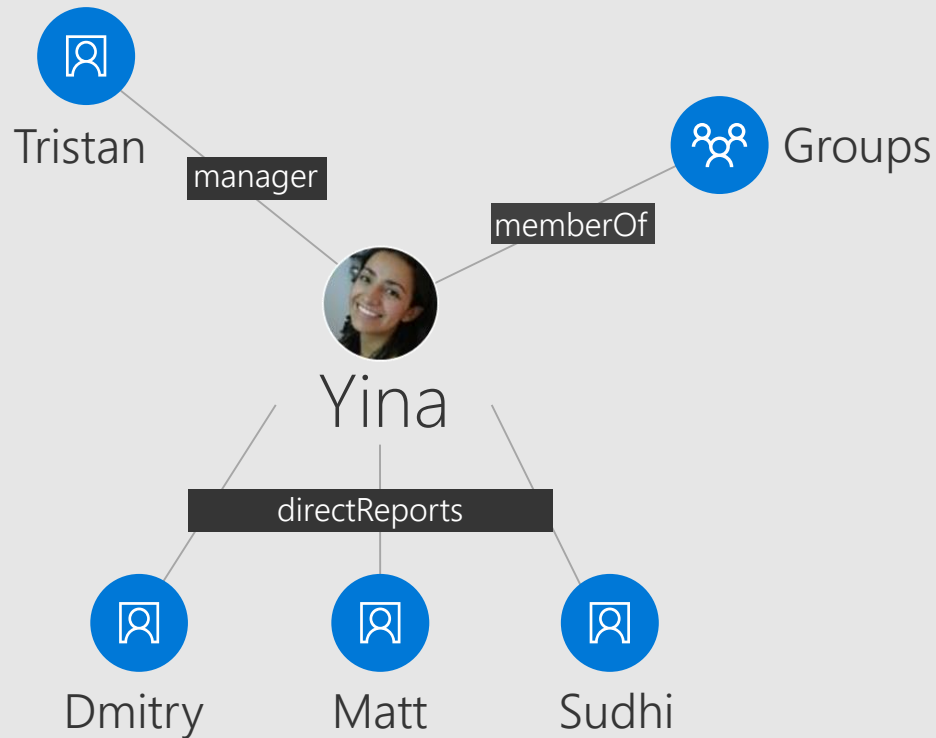 Tristan
Groups
manager
memberOf
Yina
directReports
Dmitry
Matt
Sudhi